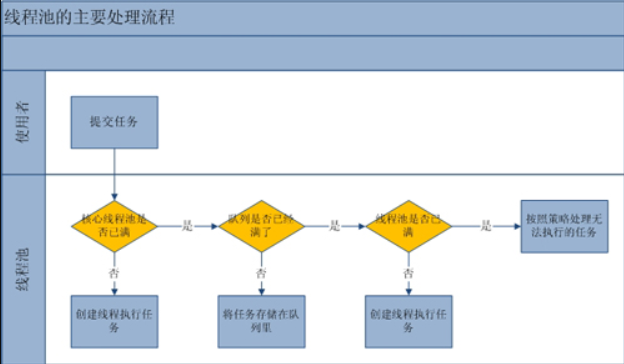 线程池的主要处理流程
使用者
提交任务
线程池
核心线程池是
否已满
是
队列是否已经
满了
是
线程池是否已
满
是
按照策略处理无
法执行的任务
否
否
否
创建线程执行任
务
将任务存储在队
列里
创建线程执行任
务